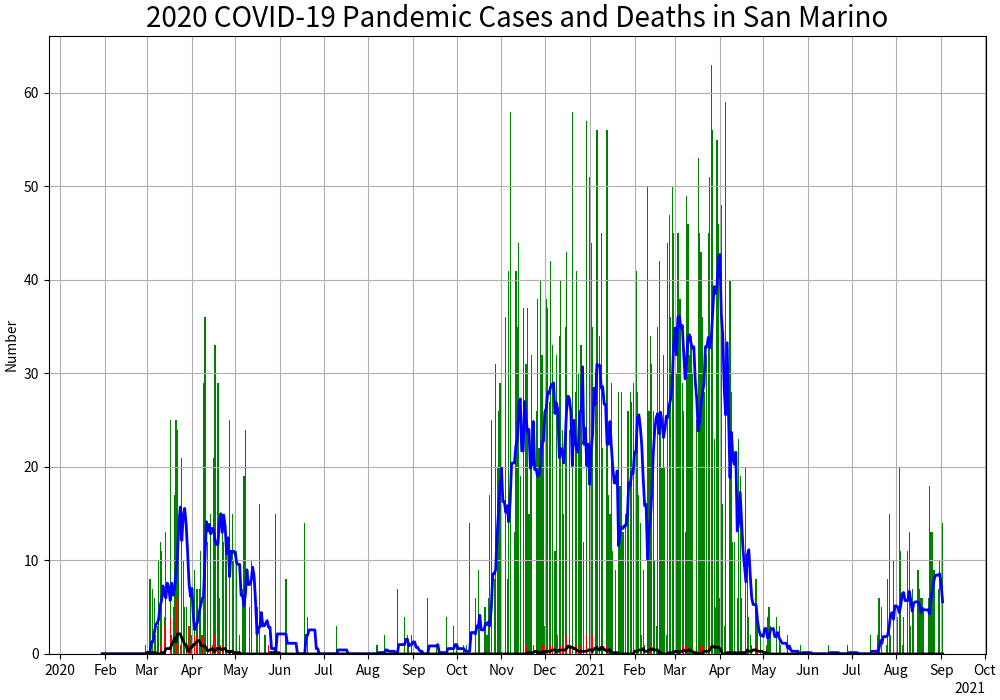 2020 COVID-19 Pandemic Cases and Deaths in San Marino
Number
60
50
40
30
20
10
0
2020 Feb Mar Apr May Jun Jul Aug Sep Oct Nov Dec 2021 Feb Mar Apr May Jun Jul Aug Sep Oct
2021